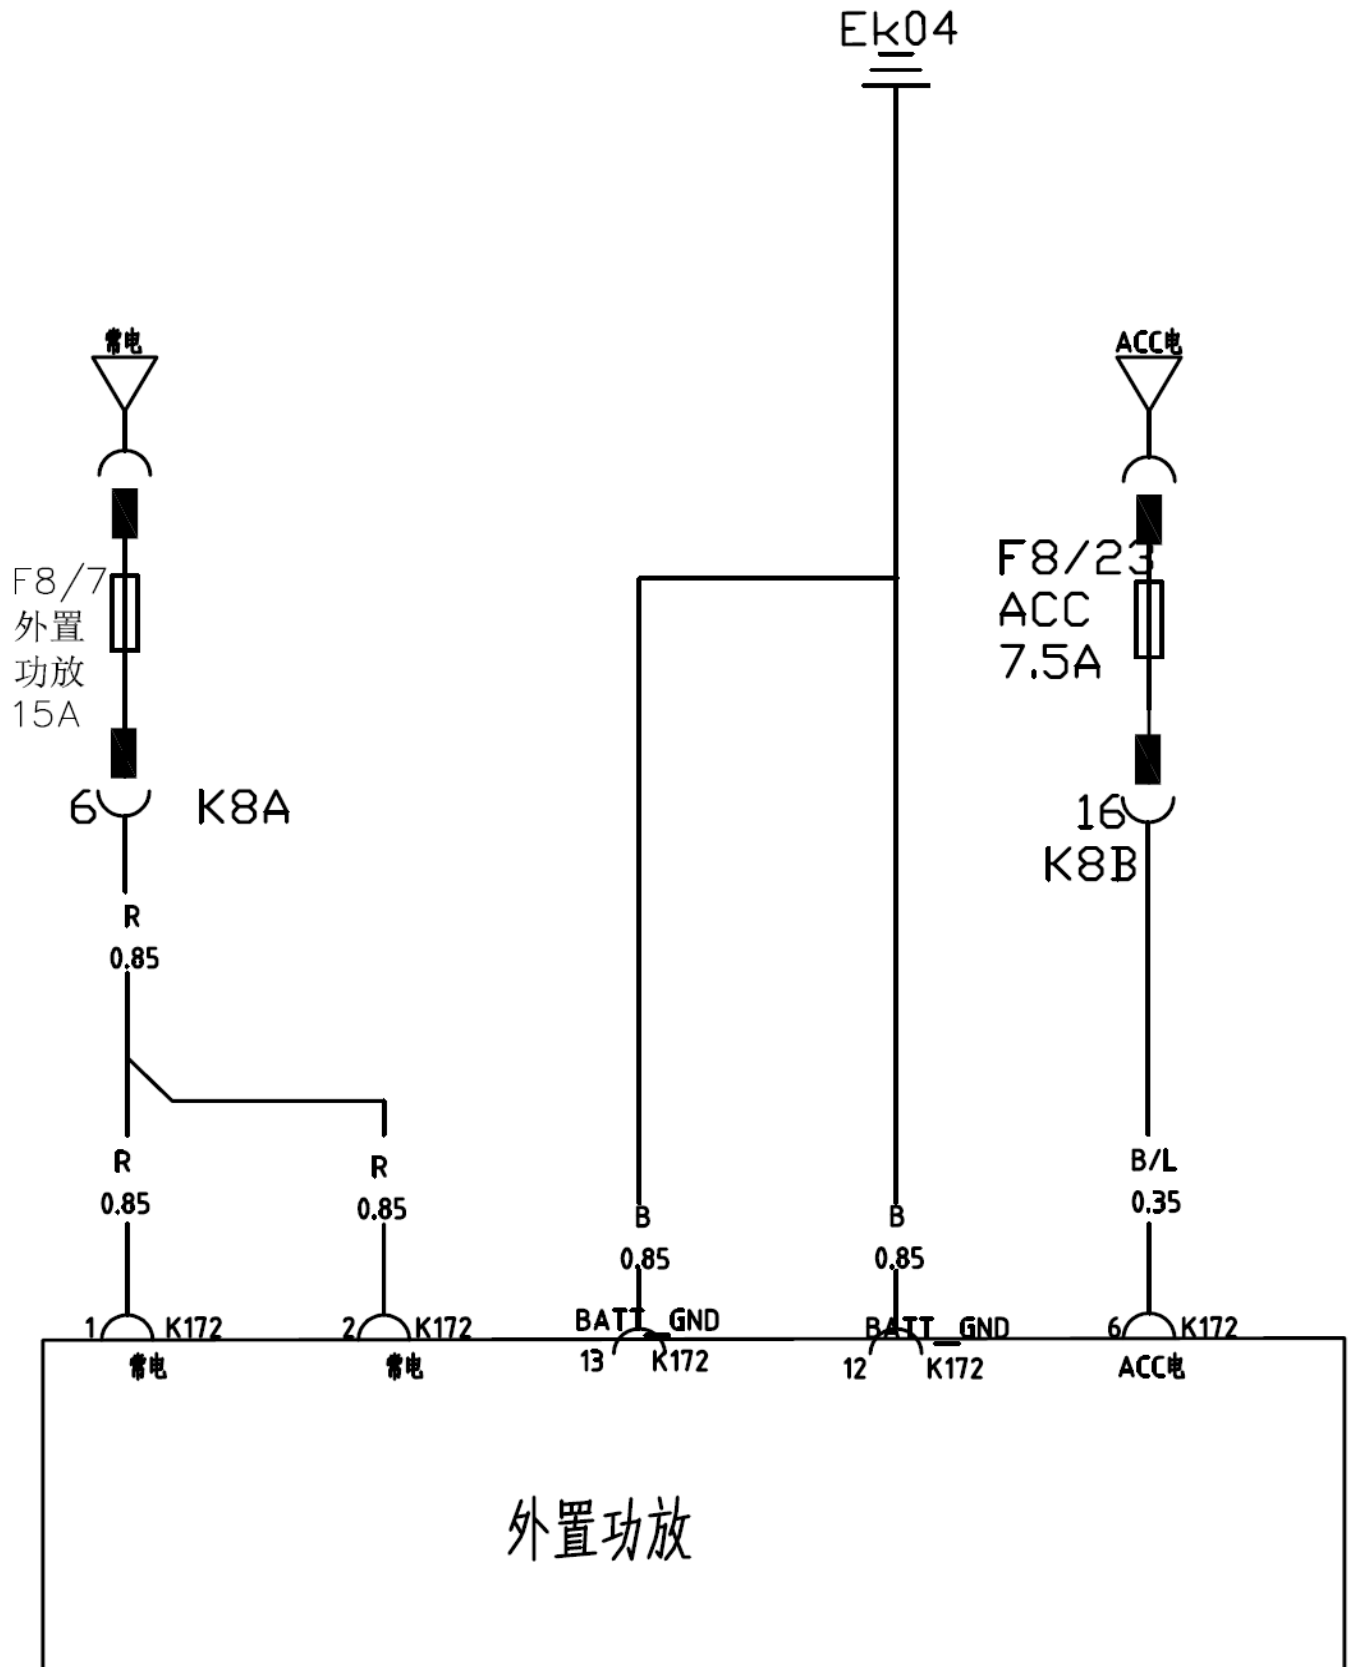 Ek04
常电
ACC电
F8/7
外置
功放
15A
F8/23
ACC
7.5A
6
K8A
16
K8B
R
0.85
R
0.85
R
0.85
B
0.85
B
0.85
B/L
0.35
1
K172
常电
2
K172
常电
BATT_GND
13
K172
BATT_GND
12
K172
6
K172
ACC电
外置功放